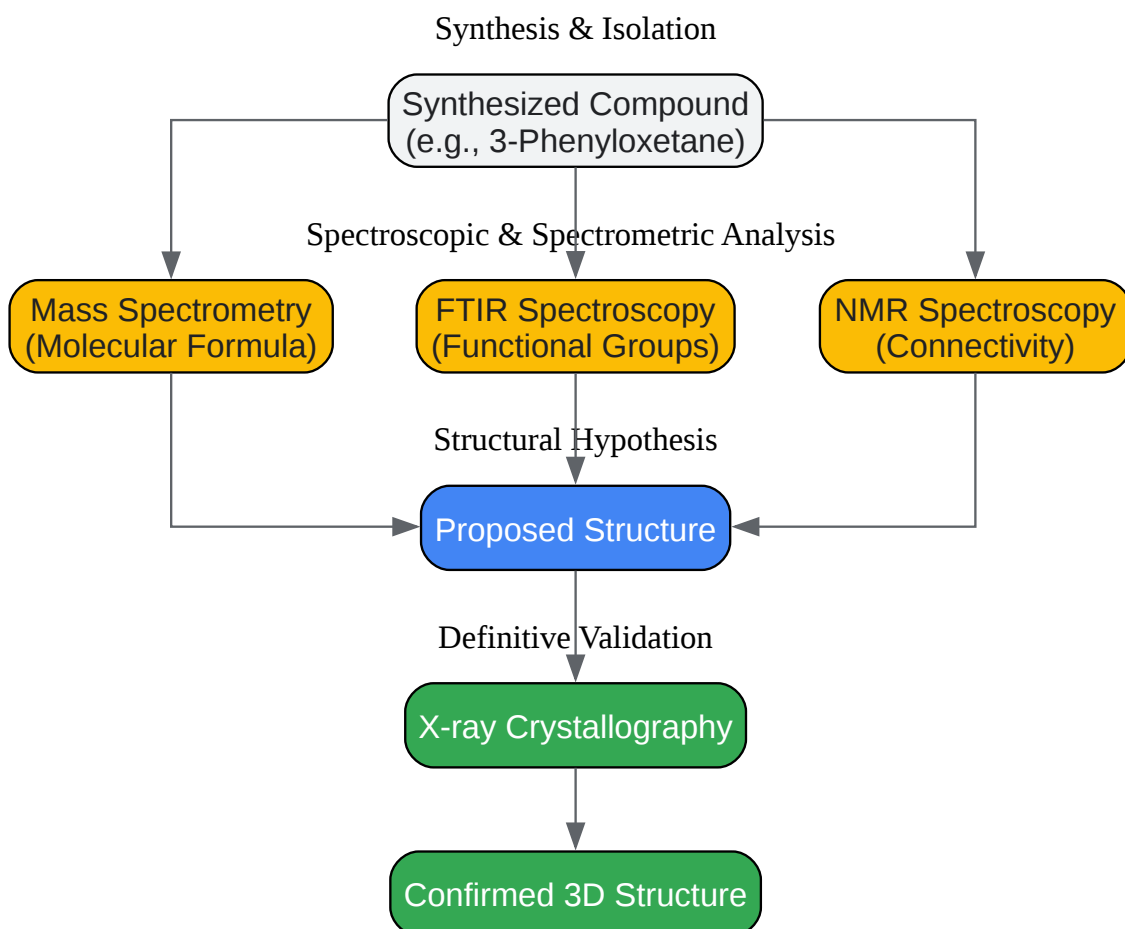 Synthesis & Isolation
Synthesized Compound
(e.g., 3-Phenyloxetane)
Spectroscopic & Spectrometric Analysis
Mass Spectrometry
(Molecular Formula)
FTIR Spectroscopy
(Functional Groups)
NMR Spectroscopy
(Connectivity)
Structural Hypothesis
Proposed Structure
Definitive Validation
X-ray Crystallography
Confirmed 3D Structure